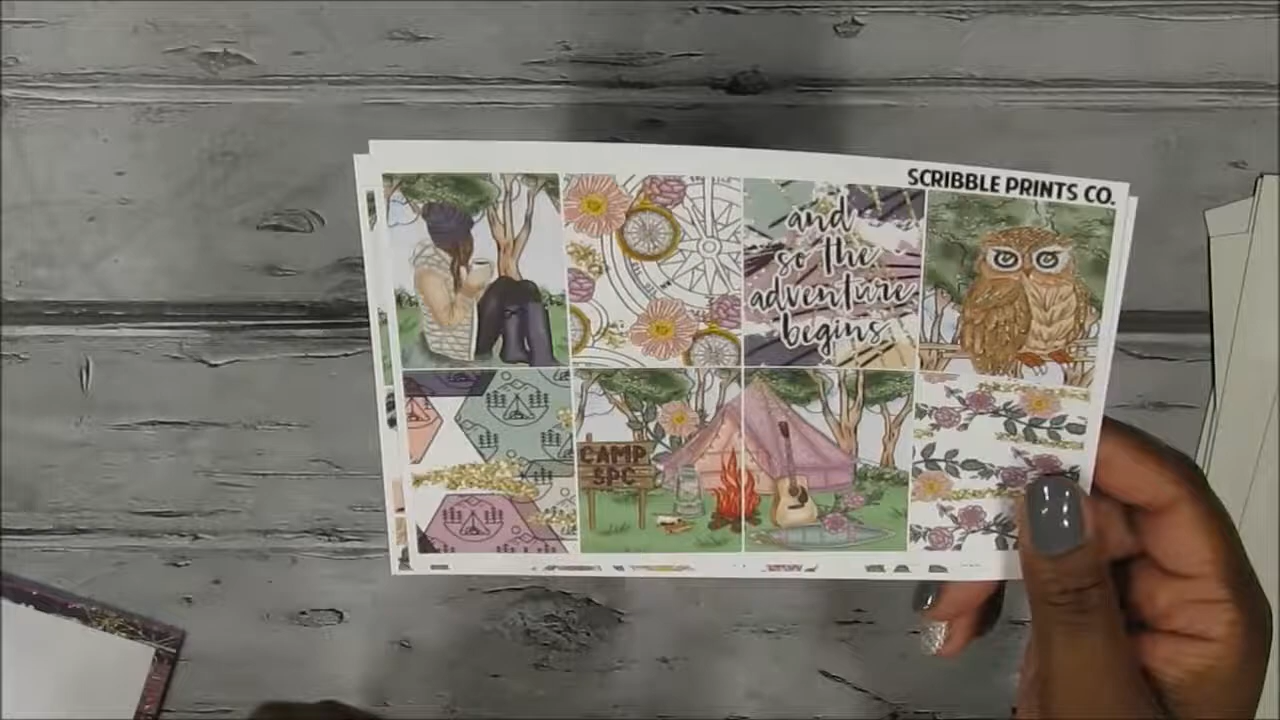 SCRIBBLE PRINTS CO.
and
so the
adventure
begins.
CAMP
SPC